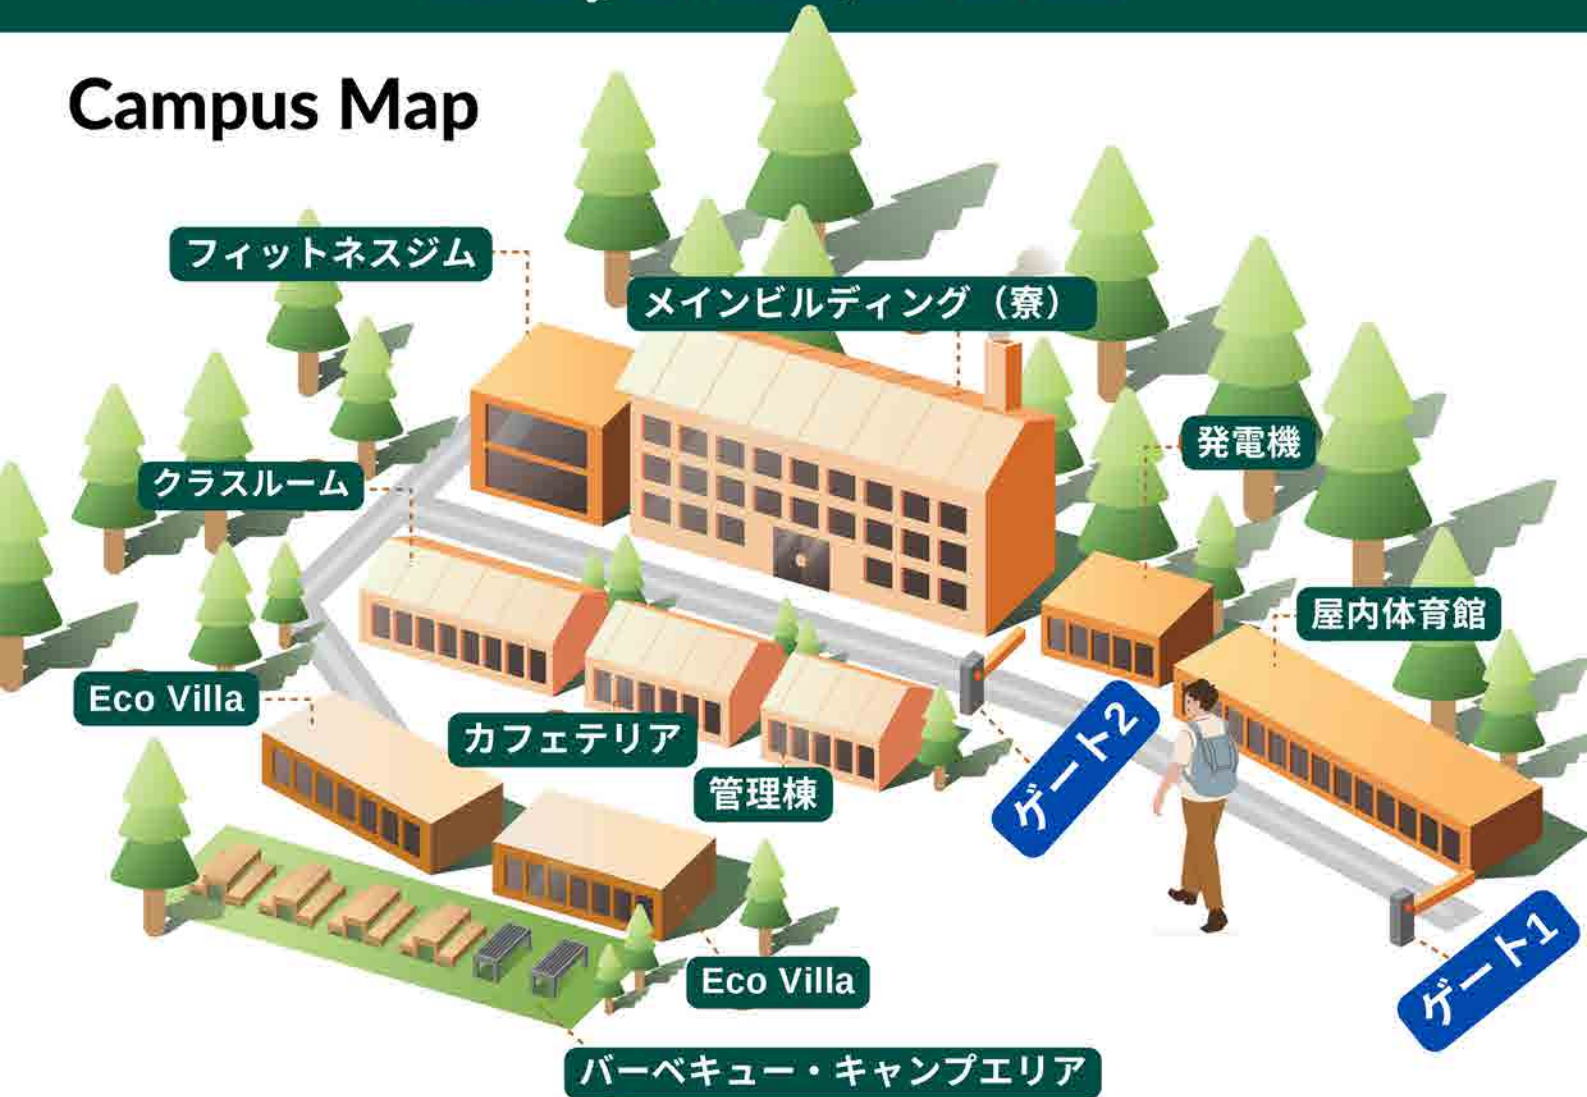 Campus Map
フィットネスジム
メインビルディング（寮）
発電機
クラスルーム
屋内体育館
Eco Villa
カフェテリア
管理棟
ゲート2
ゲート1
Eco Villa
バーベキュー・キャンプエリア